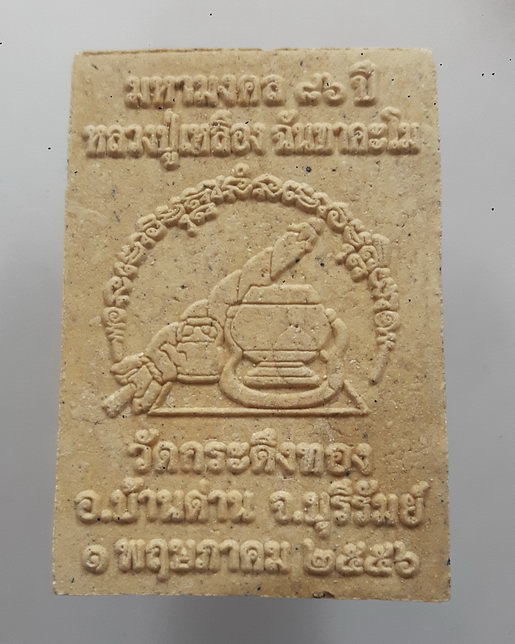 มหามงคล ๘๖ ปี
หลวงปู่เหลือง ฉันทาคะโม
วัดกระดึงทอง
อ.บ้านด่าน จ.บุรีรัมย์
๑ พฤษภาคม ๒๕๕๖